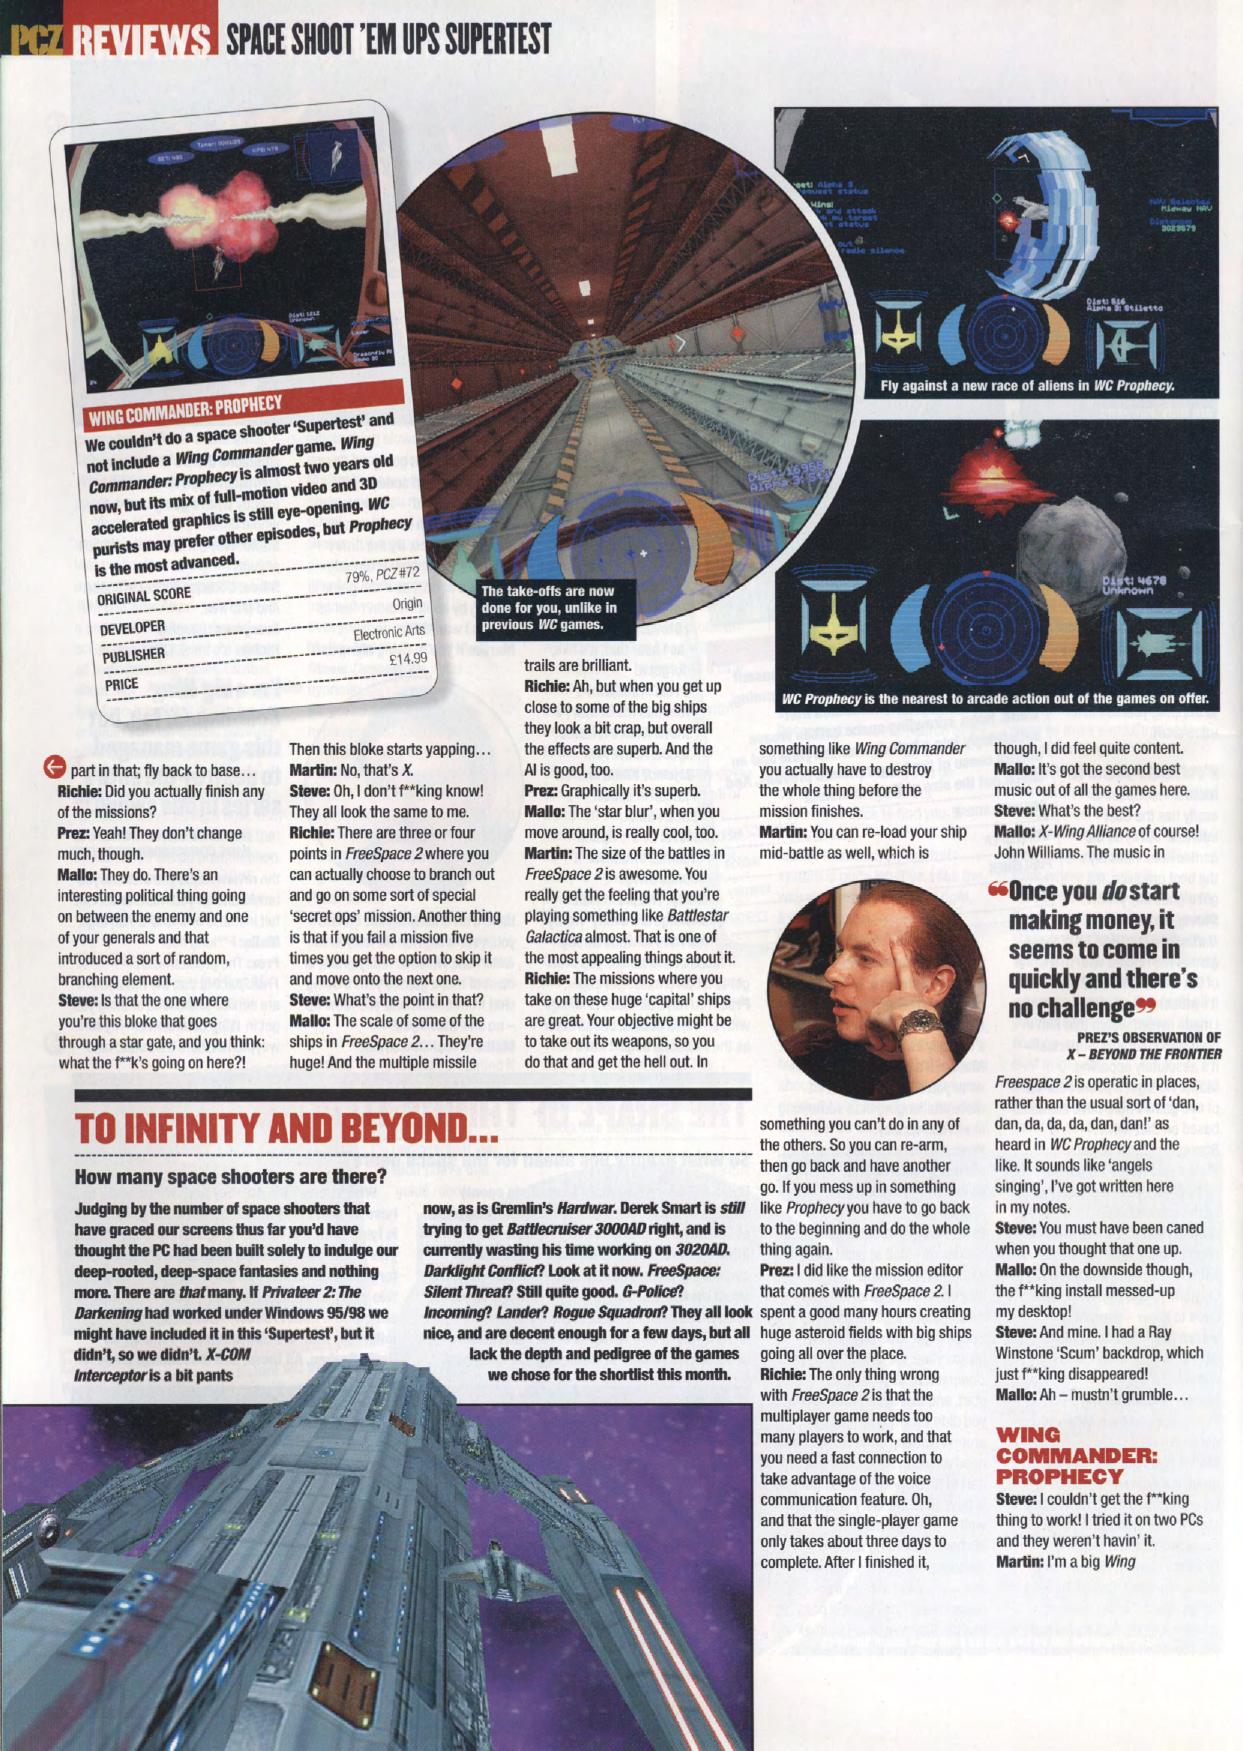 PCZ REVIEWS SPACE SHOOT 'EM UPS SUPERTEST
WING COMMANDER: PROPHECY
We couldn't do a space shooter 'Supertest' and
not include a Wing Commander game. Wing
Commander: Prophecy is almost two years old
now, but its mix of full-motion video and 3D
accelerated graphics is still eye-opening. WC
purists may prefer other episodes, but Prophecy
is the most advanced.
ORIGINAL SCORE 79%, PCZ #72
DEVELOPER Origin
PUBLISHER Electronic Arts
PRICE £14.99
The take-offs are now
done for you, unlike in
previous WC games.
NAV Selected
Midway NAV
Distance
3023579
Dist: 516
Alpha 3: Stiletto
Fly against a new race of aliens in WC Prophecy.
Dist: 4678
Unknown
WC Prophecy is the nearest to arcade action out of the games on offer.
part in that; fly back to base...
Richie: Did you actually finish any
of the missions?
Prez: Yeah! They don't change
much, though.
Mallo: They do. There's an
interesting political thing going
on between the enemy and one
of your generals and that
introduced a sort of random,
branching element.
Steve: Is that the one where
you're this bloke that goes
through a star gate, and you think:
what the f**k's going on here?!
Then this bloke starts yapping...
Martin: No, that's X.
Steve: Oh, I don't f**king know!
They all look the same to me.
Richie: There are three or four
points in FreeSpace 2 where you
can actually choose to branch out
and go on some sort of special
'secret ops' mission. Another thing
is that if you fail a mission five
times you get the option to skip it
and move onto the next one.
Steve: What's the point in that?
Mallo: The scale of some of the
ships in FreeSpace 2... They're
huge! And the multiple missile
trails are brilliant.
Richie: Ah, but when you get up
close to some of the big ships
they look a bit crap, but overall
the effects are superb. And the
AI is good, too.
Prez: Graphically it's superb.
Mallo: The 'star blur', when you
move around, is really cool, too.
Martin: The size of the battles in
FreeSpace 2 is awesome. You
really get the feeling that you're
playing something like Battlestar
Galactica almost. That is one of
the most appealing things about it.
Richie: The missions where you
take on these huge 'capital' ships
are great. Your objective might be
to take out its weapons, so you
do that and get the hell out. In
something like Wing Commander
you actually have to destroy
the whole thing before the
mission finishes.
Martin: You can re-load your ship
mid-battle as well, which is
something you can't do in any of
the others. So you can re-arm,
then go back and have another
go. If you mess up in something
like Prophecy you have to go back
to the beginning and do the whole
thing again.
Prez: I did like the mission editor
that comes with FreeSpace 2. I
spent a good many hours creating
huge asteroid fields with big ships
going all over the place.
Richie: The only thing wrong
with FreeSpace 2 is that the
multiplayer game needs too
many players to work, and that
you need a fast connection to
take advantage of the voice
communication feature. Oh,
and that the single-player game
only takes about three days to
complete. After I finished it,
though, I did feel quite content.
Mallo: It's got the second best
music out of all the games here.
Steve: What's the best?
Mallo: X-Wing Alliance of course!
John Williams. The music in
“Once you do start
making money, it
seems to come in
quickly and there's
no challenge”
PREZ'S OBSERVATION OF
X – BEYOND THE FRONTIER
Freespace 2 is operatic in places,
rather than the usual sort of 'dan,
dan, da, da, da, dan, dan!' as
heard in WC Prophecy and the
like. It sounds like 'angels
singing', I've got written here
in my notes.
Steve: You must have been caned
when you thought that one up.
Mallo: On the downside though,
the f**king install messed-up
my desktop!
Steve: And mine. I had a Ray
Winstone 'Scum' backdrop, which
just f**king disappeared!
Mallo: Ah – mustn't grumble...
WING
COMMANDER:
PROPHECY
Steve: I couldn't get the f**king
thing to work! I tried it on two PCs
and they weren't havin' it.
Martin: I'm a big Wing
TO INFINITY AND BEYOND...
How many space shooters are there?
Judging by the number of space shooters that
have graced our screens thus far you'd have
thought the PC had been built solely to indulge our
deep-rooted, deep-space fantasies and nothing
more. There are that many. If Privateer 2: The
Darkening had worked under Windows 95/98 we
might have included it in this 'Supertest', but it
didn't, so we didn't. X-COM
Interceptor is a bit pants
now, as is Gremlin's Hardwar. Derek Smart is still
trying to get Battlecruiser 3000AD right, and is
currently wasting his time working on 3020AD.
Darklight Conflict? Look at it now. FreeSpace:
Silent Threat? Still quite good. G-Police?
Incoming? Lander? Rogue Squadron? They all look
nice, and are decent enough for a few days, but all
lack the depth and pedigree of the games
we chose for the shortlist this month.